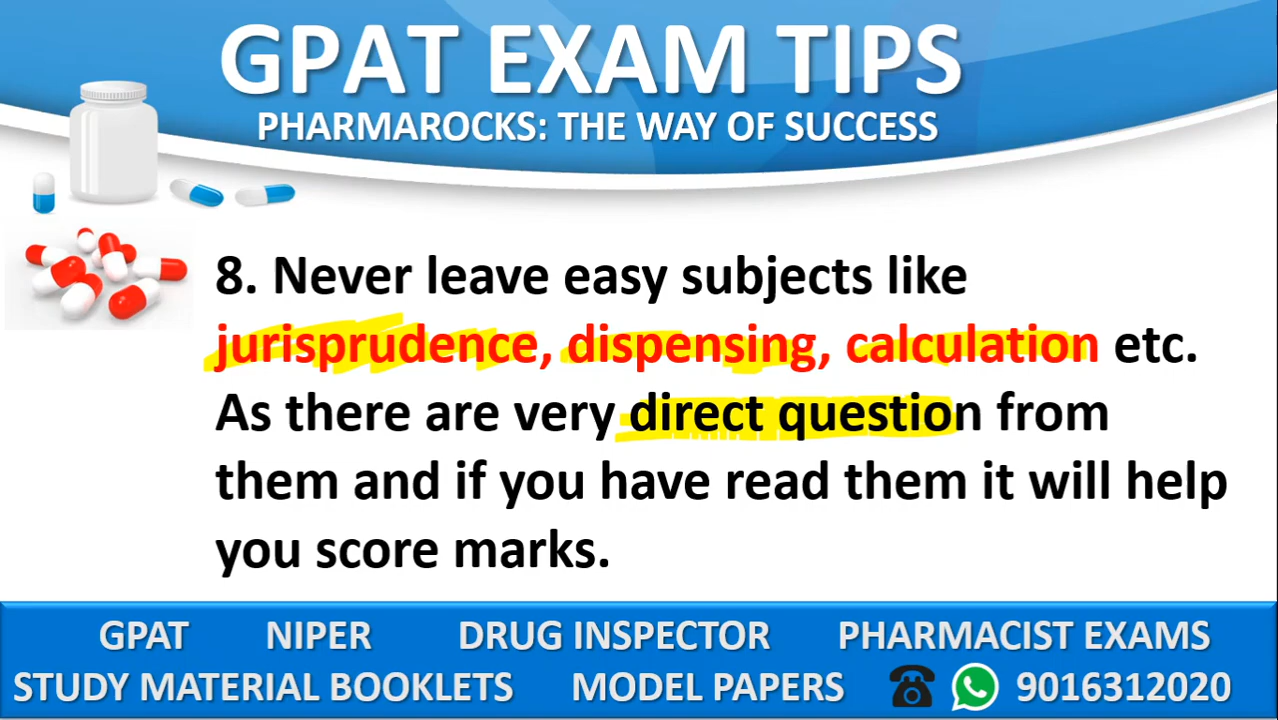 GPAT EXAM TIPS
PHARMAROCKS: THE WAY OF SUCCESS
8. Never leave easy subjects like
jurisprudence, dispensing, calculation etc.
As there are very direct question from
them and if you have read them it will help
you score marks.
GPAT NIPER DRUG INSPECTOR PHARMACIST EXAMS
STUDY MATERIAL BOOKLETS MODEL PAPERS 9016312020